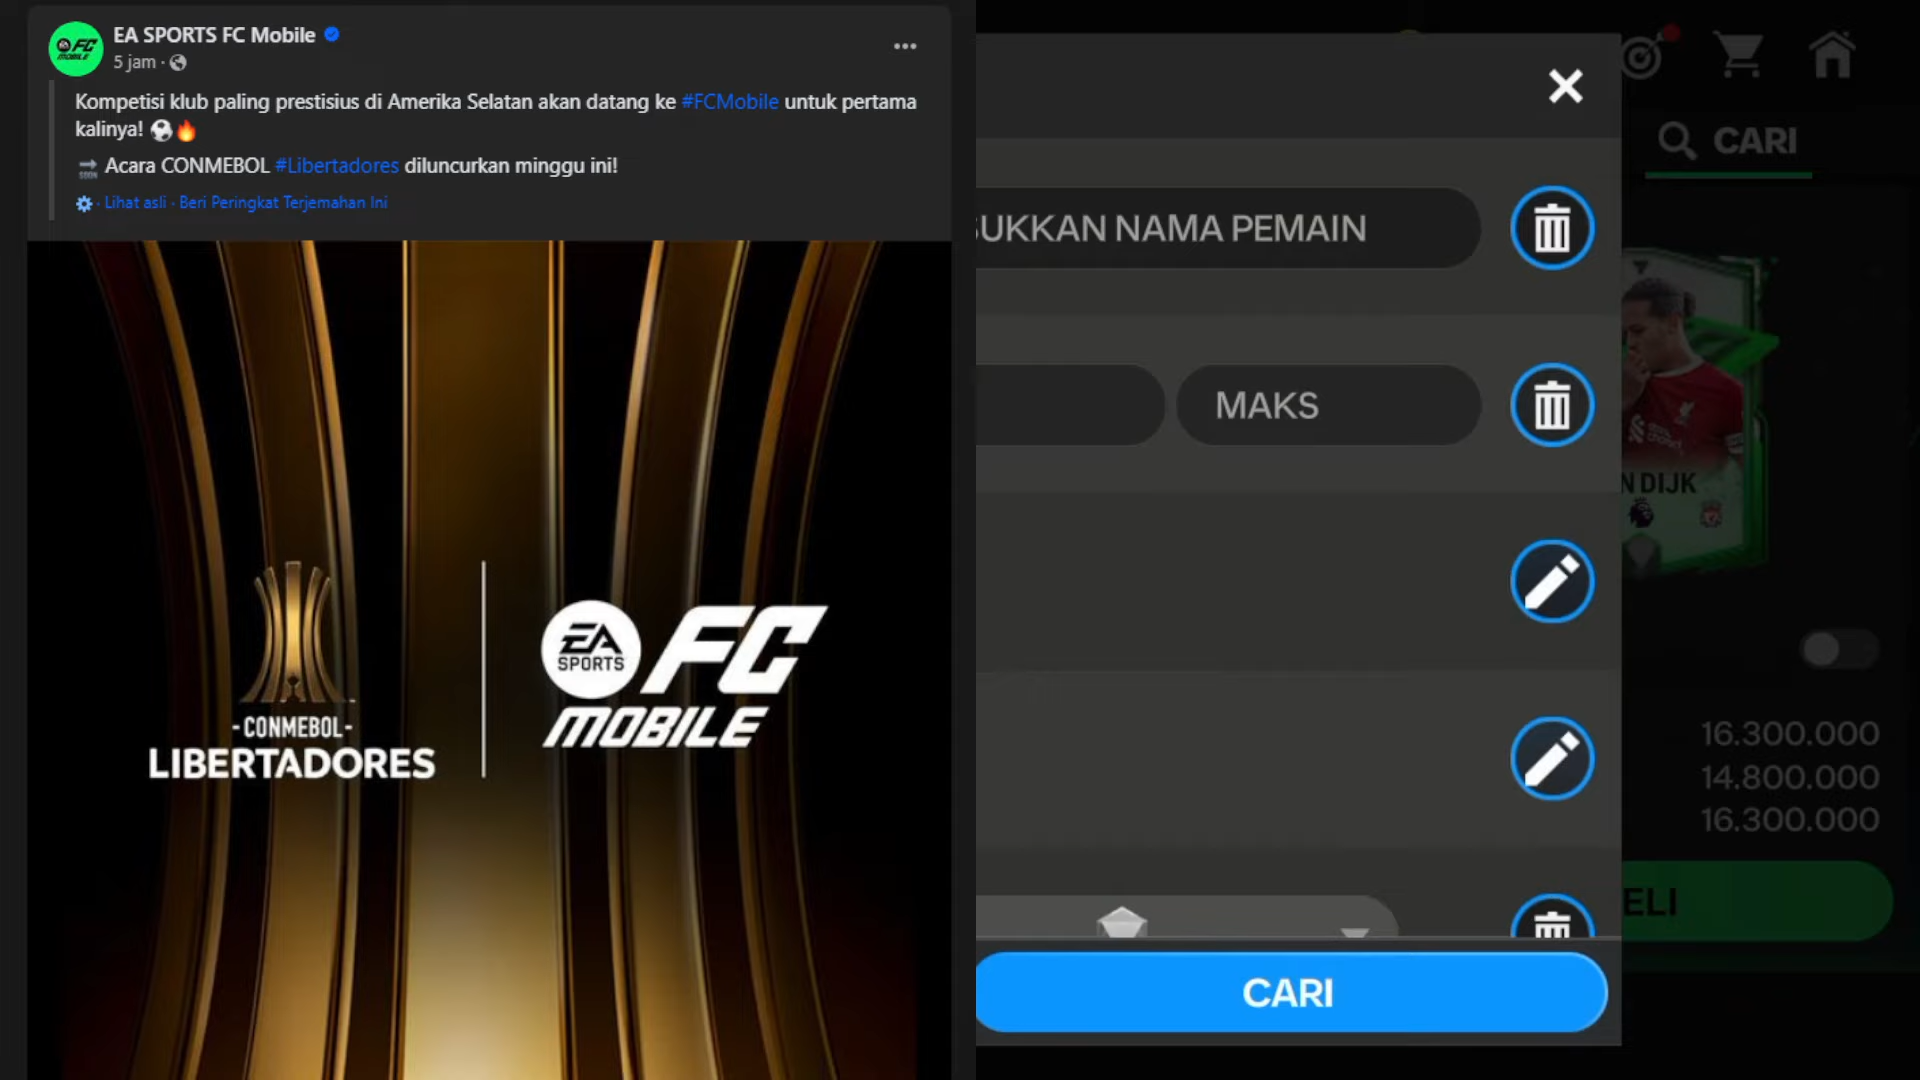 EA SPORTS FC Mobile
5 jam ·
Kompetisi klub paling prestisius di Amerika Selatan akan datang ke #FCMobile untuk pertama
kalinya! ⚽🔥
🔜 Acara CONMEBOL #Libertadores diluncurkan minggu ini!
· Lihat asli · Beri Peringkat Terjemahan Ini
-CONMEBOL-
LIBERTADORES
EA
SPORTS
FC
MOBILE
CARI
SUKKAN NAMA PEMAIN
MAKS
N DIJK
16.300.000
14.800.000
16.300.000
ELI
CARI